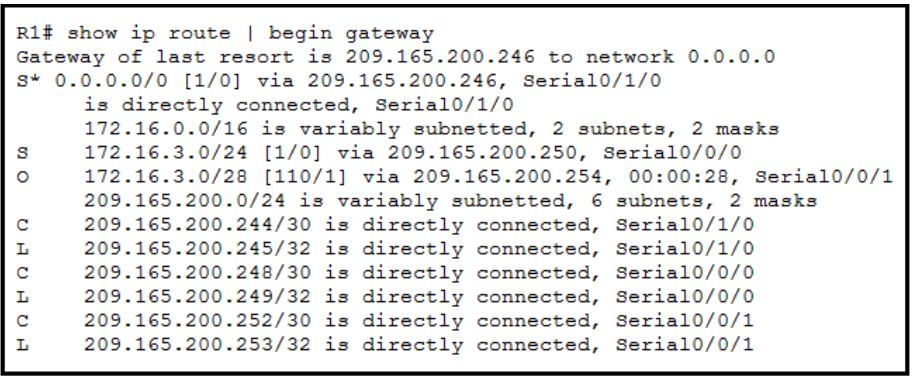 R1# show ip route | begin gateway
Gateway of last resort is 209.165.200.246 to network 0.0.0.0
S* 0.0.0.0/0 [1/0] via 209.165.200.246, Serial0/1/0
is directly connected, Serial0/1/0
172.16.0.0/16 is variably subnetted, 2 subnets, 2 masks
S 172.16.3.0/24 [1/0] via 209.165.200.250, Serial0/0/0
O 172.16.3.0/28 [110/1] via 209.165.200.254, 00:00:28, Serial0/0/1
209.165.200.0/24 is variably subnetted, 6 subnets, 2 masks
C 209.165.200.244/30 is directly connected, Serial0/1/0
L 209.165.200.245/32 is directly connected, Serial0/1/0
C 209.165.200.248/30 is directly connected, Serial0/0/0
L 209.165.200.249/32 is directly connected, Serial0/0/0
C 209.165.200.252/30 is directly connected, Serial0/0/1
L 209.165.200.253/32 is directly connected, Serial0/0/1